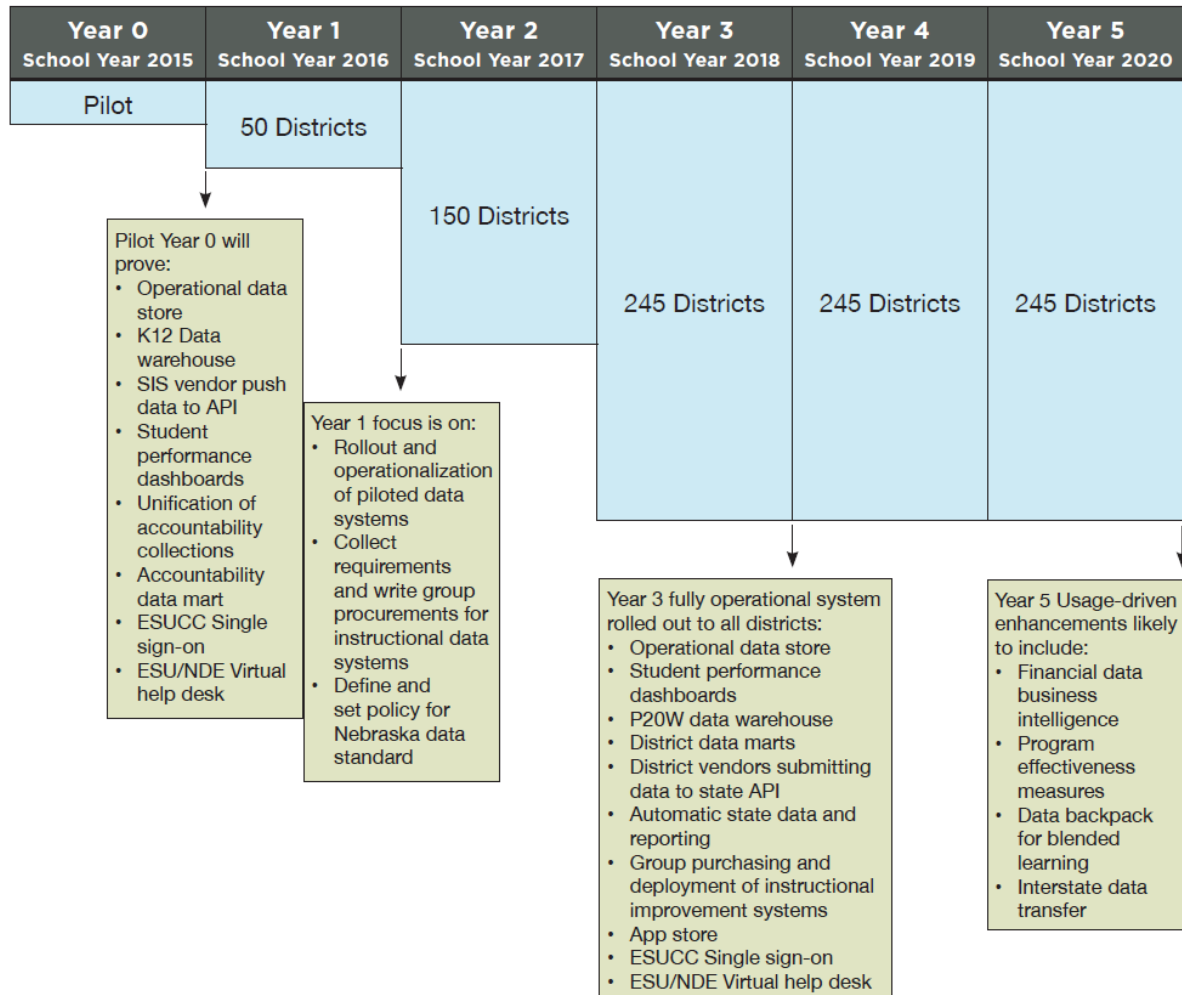 Year 0
School Year 2015
Year 1
School Year 2016
Year 2
School Year 2017
Year 3
School Year 2018
Year 4
School Year 2019
Year 5
School Year 2020
Pilot
50 Districts
150 Districts
245 Districts
245 Districts
245 Districts
Pilot Year 0 will
prove:
• Operational data
store
• K12 Data
warehouse
• SIS vendor push
data to API
• Student
performance
dashboards
• Unification of
accountability
collections
• Accountability
data mart
• ESUCC Single
sign-on
• ESU/NDE Virtual
help desk
Year 1 focus is on:
• Rollout and
operationalization
of piloted data
systems
• Collect
requirements
and write group
procurements for
instructional data
systems
• Define and
set policy for
Nebraska data
standard
Year 3 fully operational system
rolled out to all districts:
• Operational data store
• Student performance
dashboards
• P20W data warehouse
• District data marts
• District vendors submitting
data to state API
• Automatic state data and
reporting
• Group purchasing and
deployment of instructional
improvement systems
• App store
• ESUCC Single sign-on
• ESU/NDE Virtual help desk
Year 5 Usage-driven
enhancements likely
to include:
• Financial data
business
intelligence
• Program
effectiveness
measures
• Data backpack
for blended
learning
• Interstate data
transfer